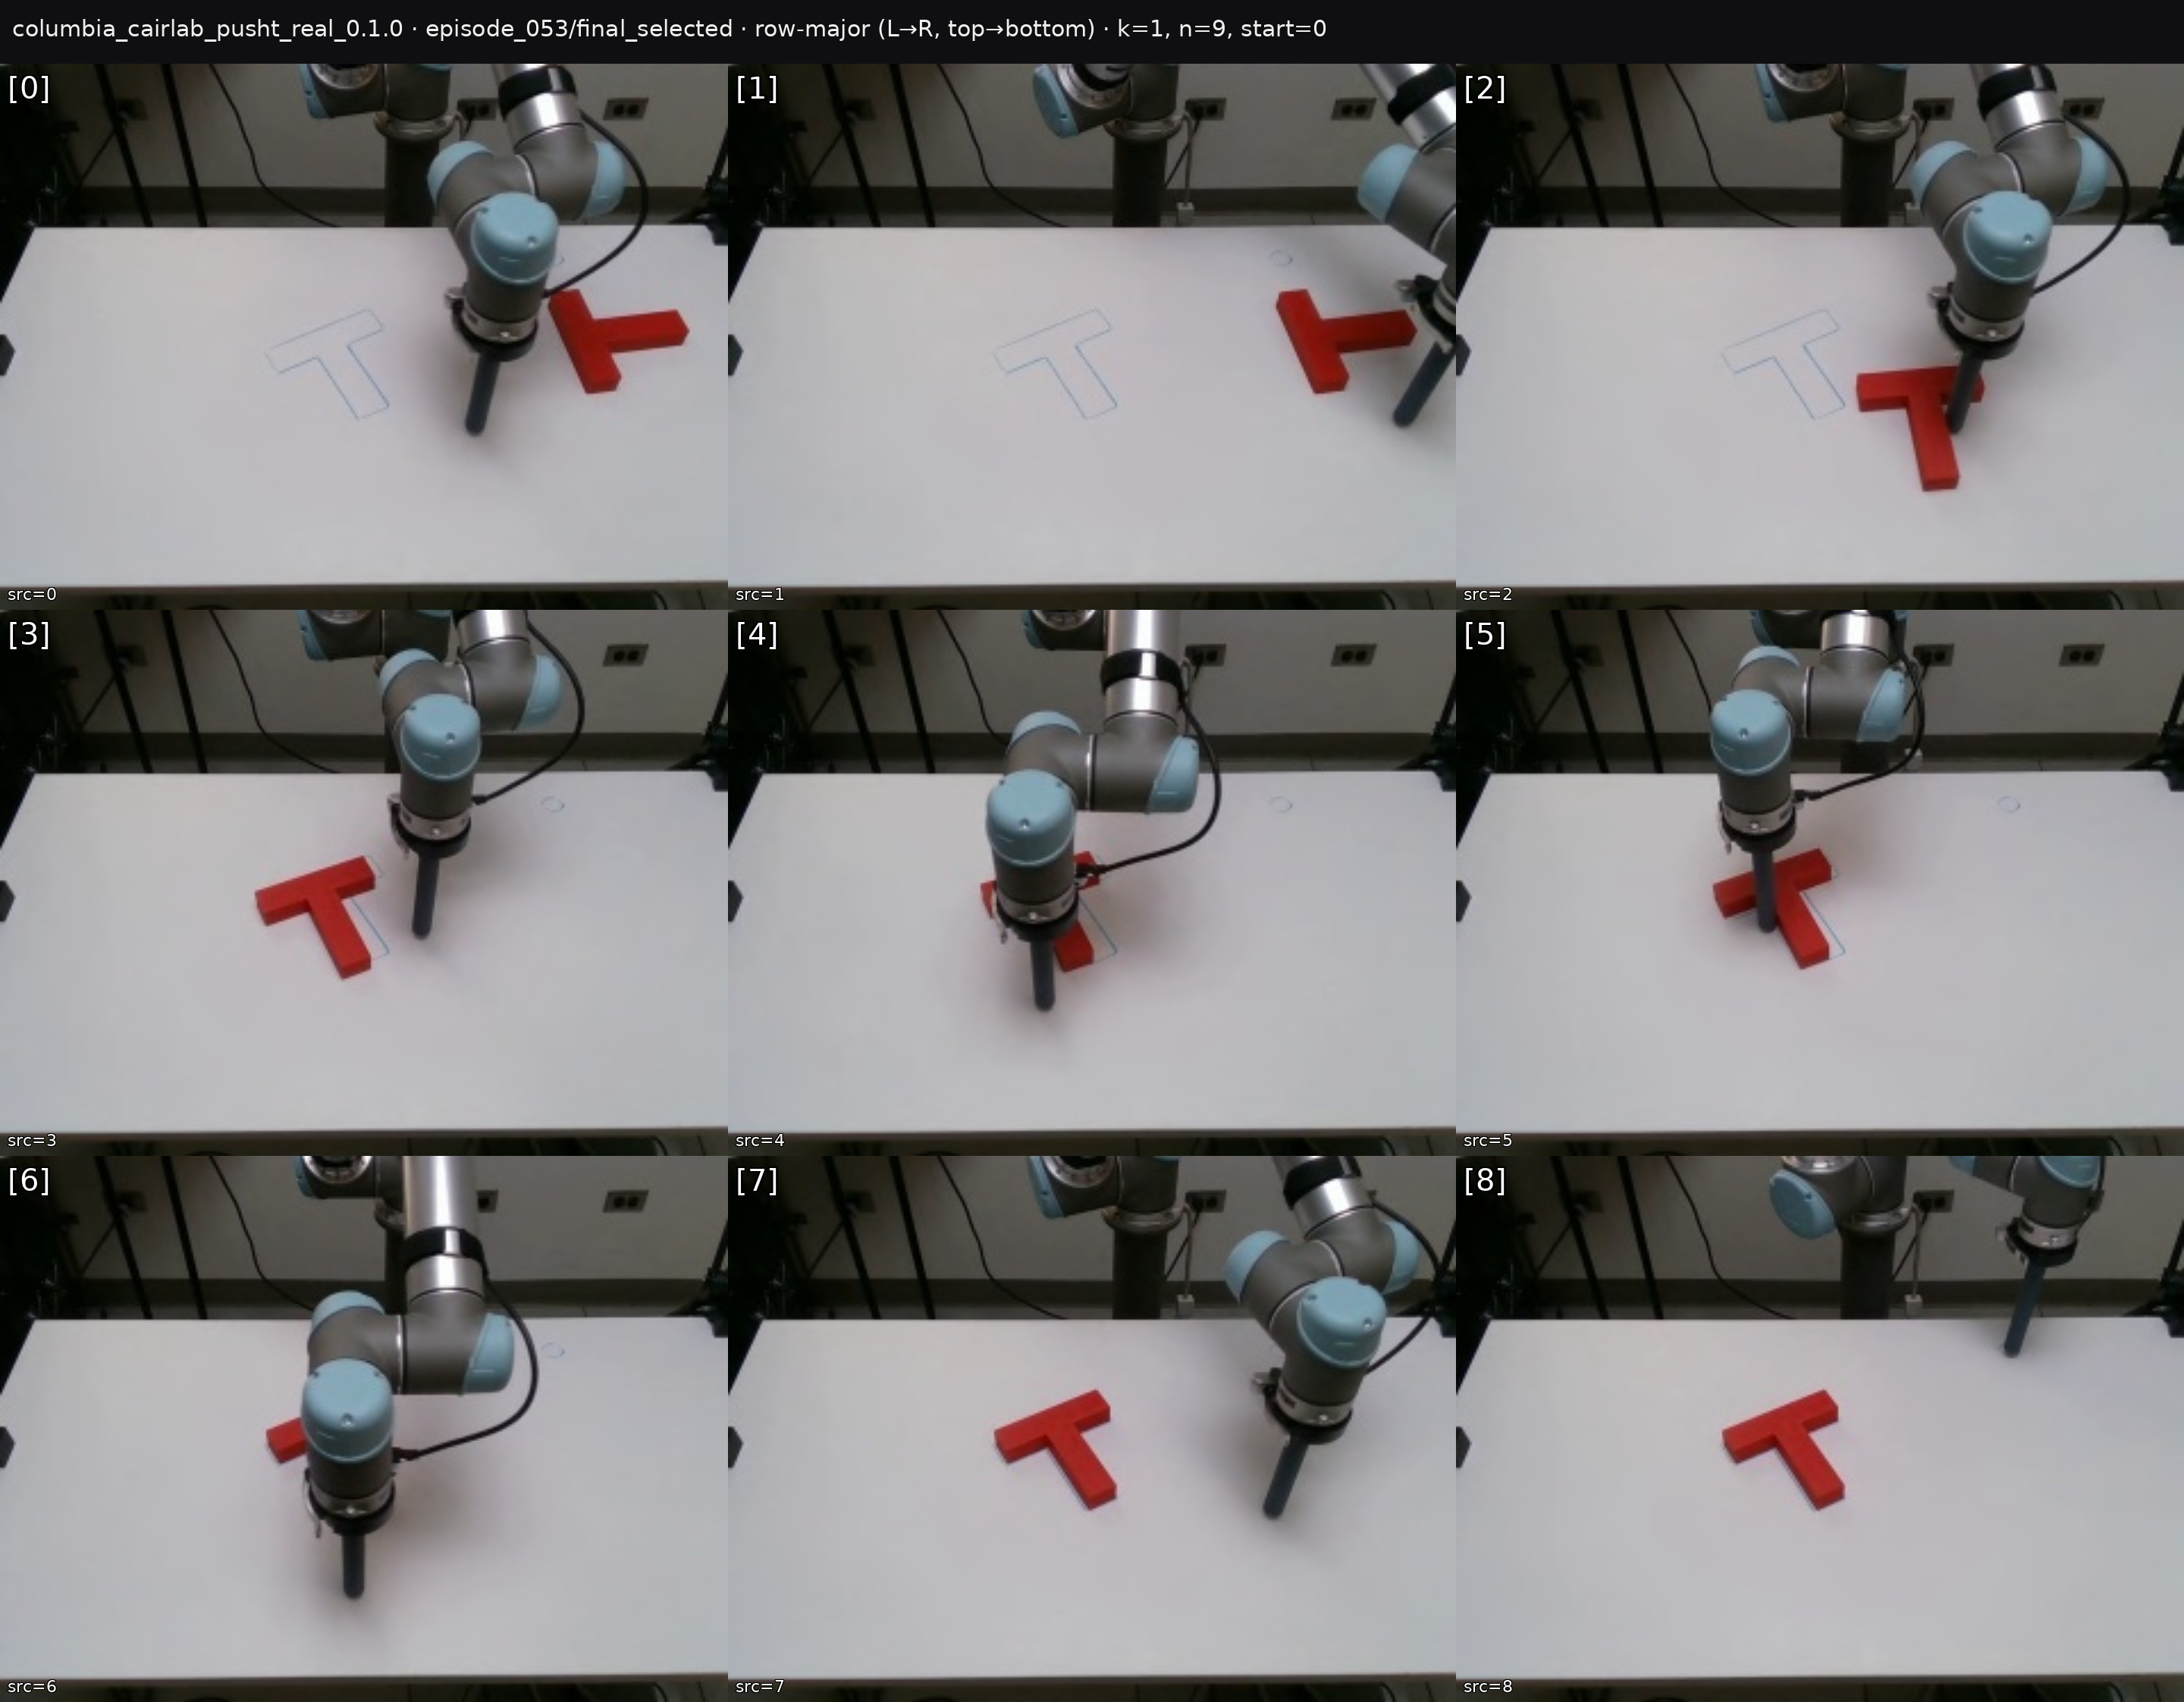 columbia_cairlab_pusht_real_0.1.0 · episode_053/final_selected · row-major (L→R, top→bottom) · k=1, n=9, start=0
[0]
[1]
[2]
src=0
src=1
src=2
[3]
[4]
[5]
src=3
src=4
src=5
[6]
[7]
[8]
src=6
src=7
src=8